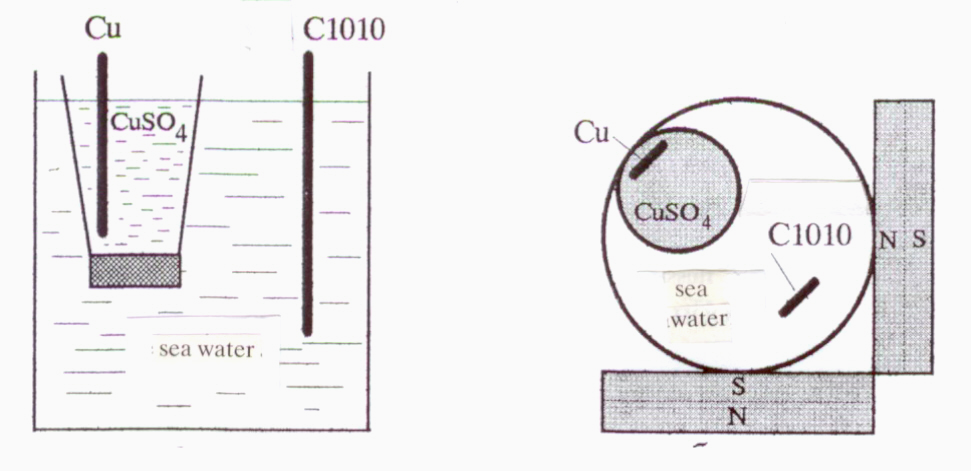 Cu
C1010
CuSO4
sea water
Cu
CuSO4
C1010
N S
sea
water
S
N